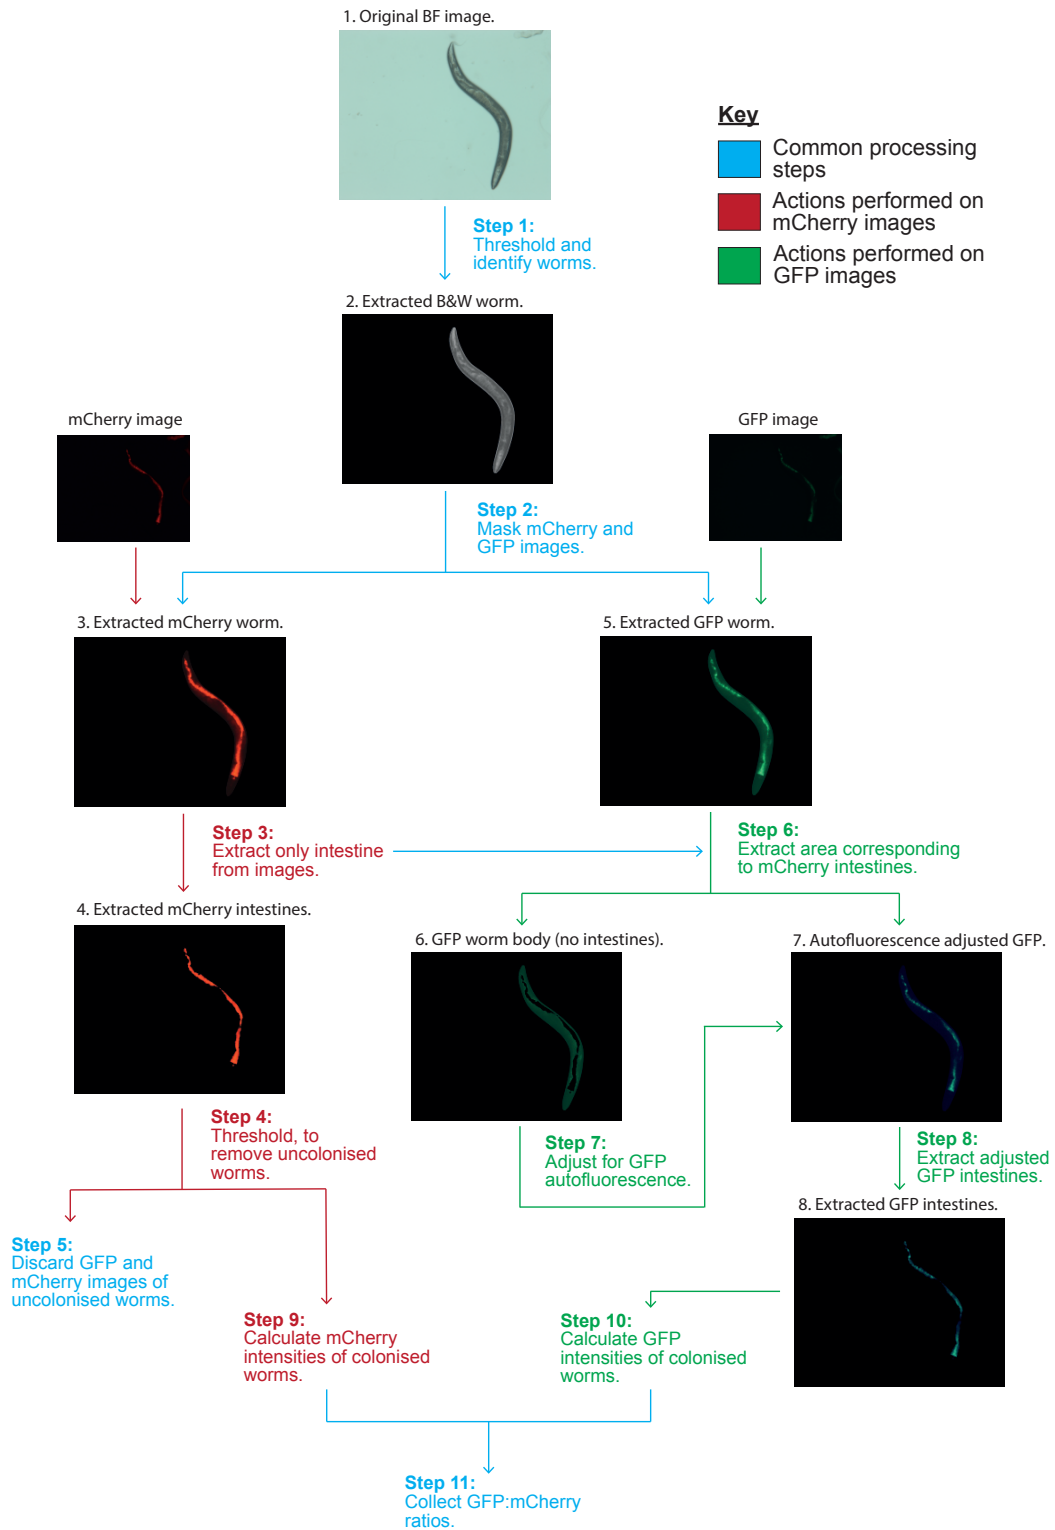 1. Original BF image.
Key
Common processing
steps
Actions performed on
mCherry images
Actions performed on
GFP images
Step 1:
Threshold and
identify worms.
2. Extracted B&W worm.
mCherry image
GFP image
Step 2:
Mask mCherry and
GFP images.
3. Extracted mCherry worm.
5. Extracted GFP worm.
Step 3:
Extract only intestine
from images.
Step 6:
Extract area corresponding
to mCherry intestines.
4. Extracted mCherry intestines.
6. GFP worm body (no intestines).
7. Autofluorescence adjusted GFP.
Step 4:
Threshold, to
remove uncolonised
worms.
Step 7:
Adjust for GFP
autofluorescence.
Step 8:
Extract adjusted
GFP intestines.
8. Extracted GFP intestines.
Step 5:
Discard GFP and
mCherry images of
uncolonised worms.
Step 9:
Calculate mCherry
intensities of colonised
worms.
Step 10:
Calculate GFP
intensities of colonised
worms.
Step 11:
Collect GFP:mCherry
ratios.